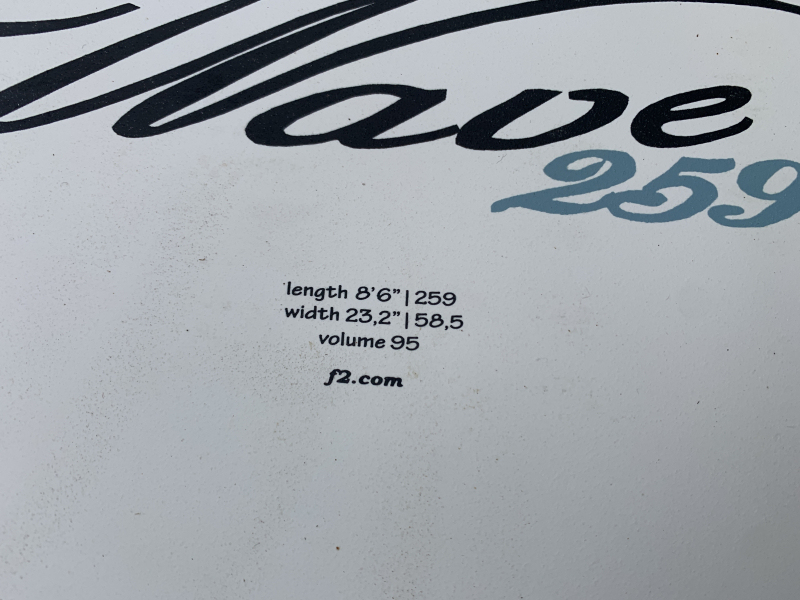 Wave
259
length 8'6" | 259
width 23,2" | 58,5
volume 95
f2.com